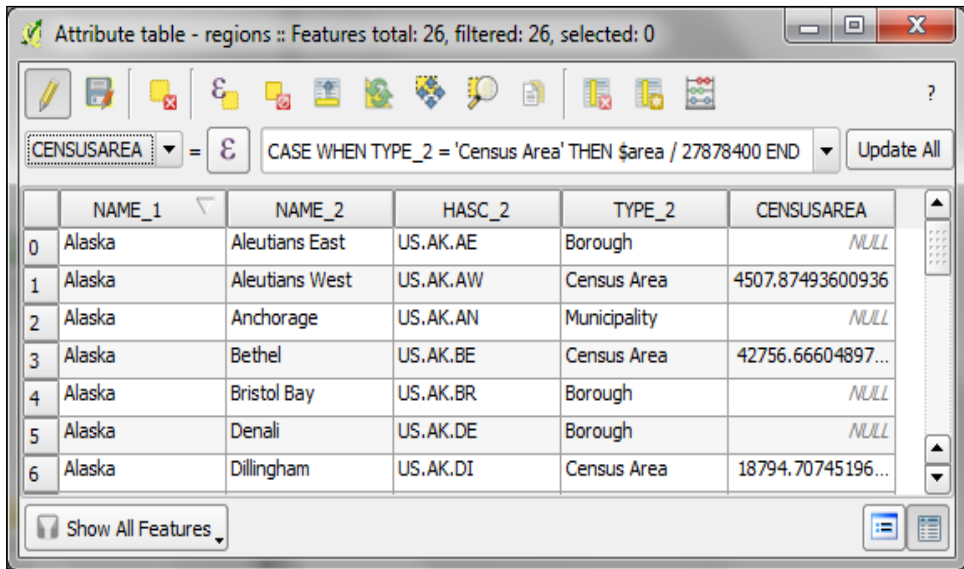 Attribute table - regions :: Features total: 26, filtered: 26, selected: 0
?
CENSUSAREA = ε CASE WHEN TYPE_2 = 'Census Area' THEN $area / 27878400 END Update All
NAME_1 NAME_2 HASC_2 TYPE_2 CENSUSAREA
0 Alaska Aleutians East US.AK.AE Borough NULL
1 Alaska Aleutians West US.AK.AW Census Area 4507.87493600936
2 Alaska Anchorage US.AK.AN Municipality NULL
3 Alaska Bethel US.AK.BE Census Area 42756.66604897...
4 Alaska Bristol Bay US.AK.BR Borough NULL
5 Alaska Denali US.AK.DE Borough NULL
6 Alaska Dillingham US.AK.DI Census Area 18794.70745196...
Show All Features